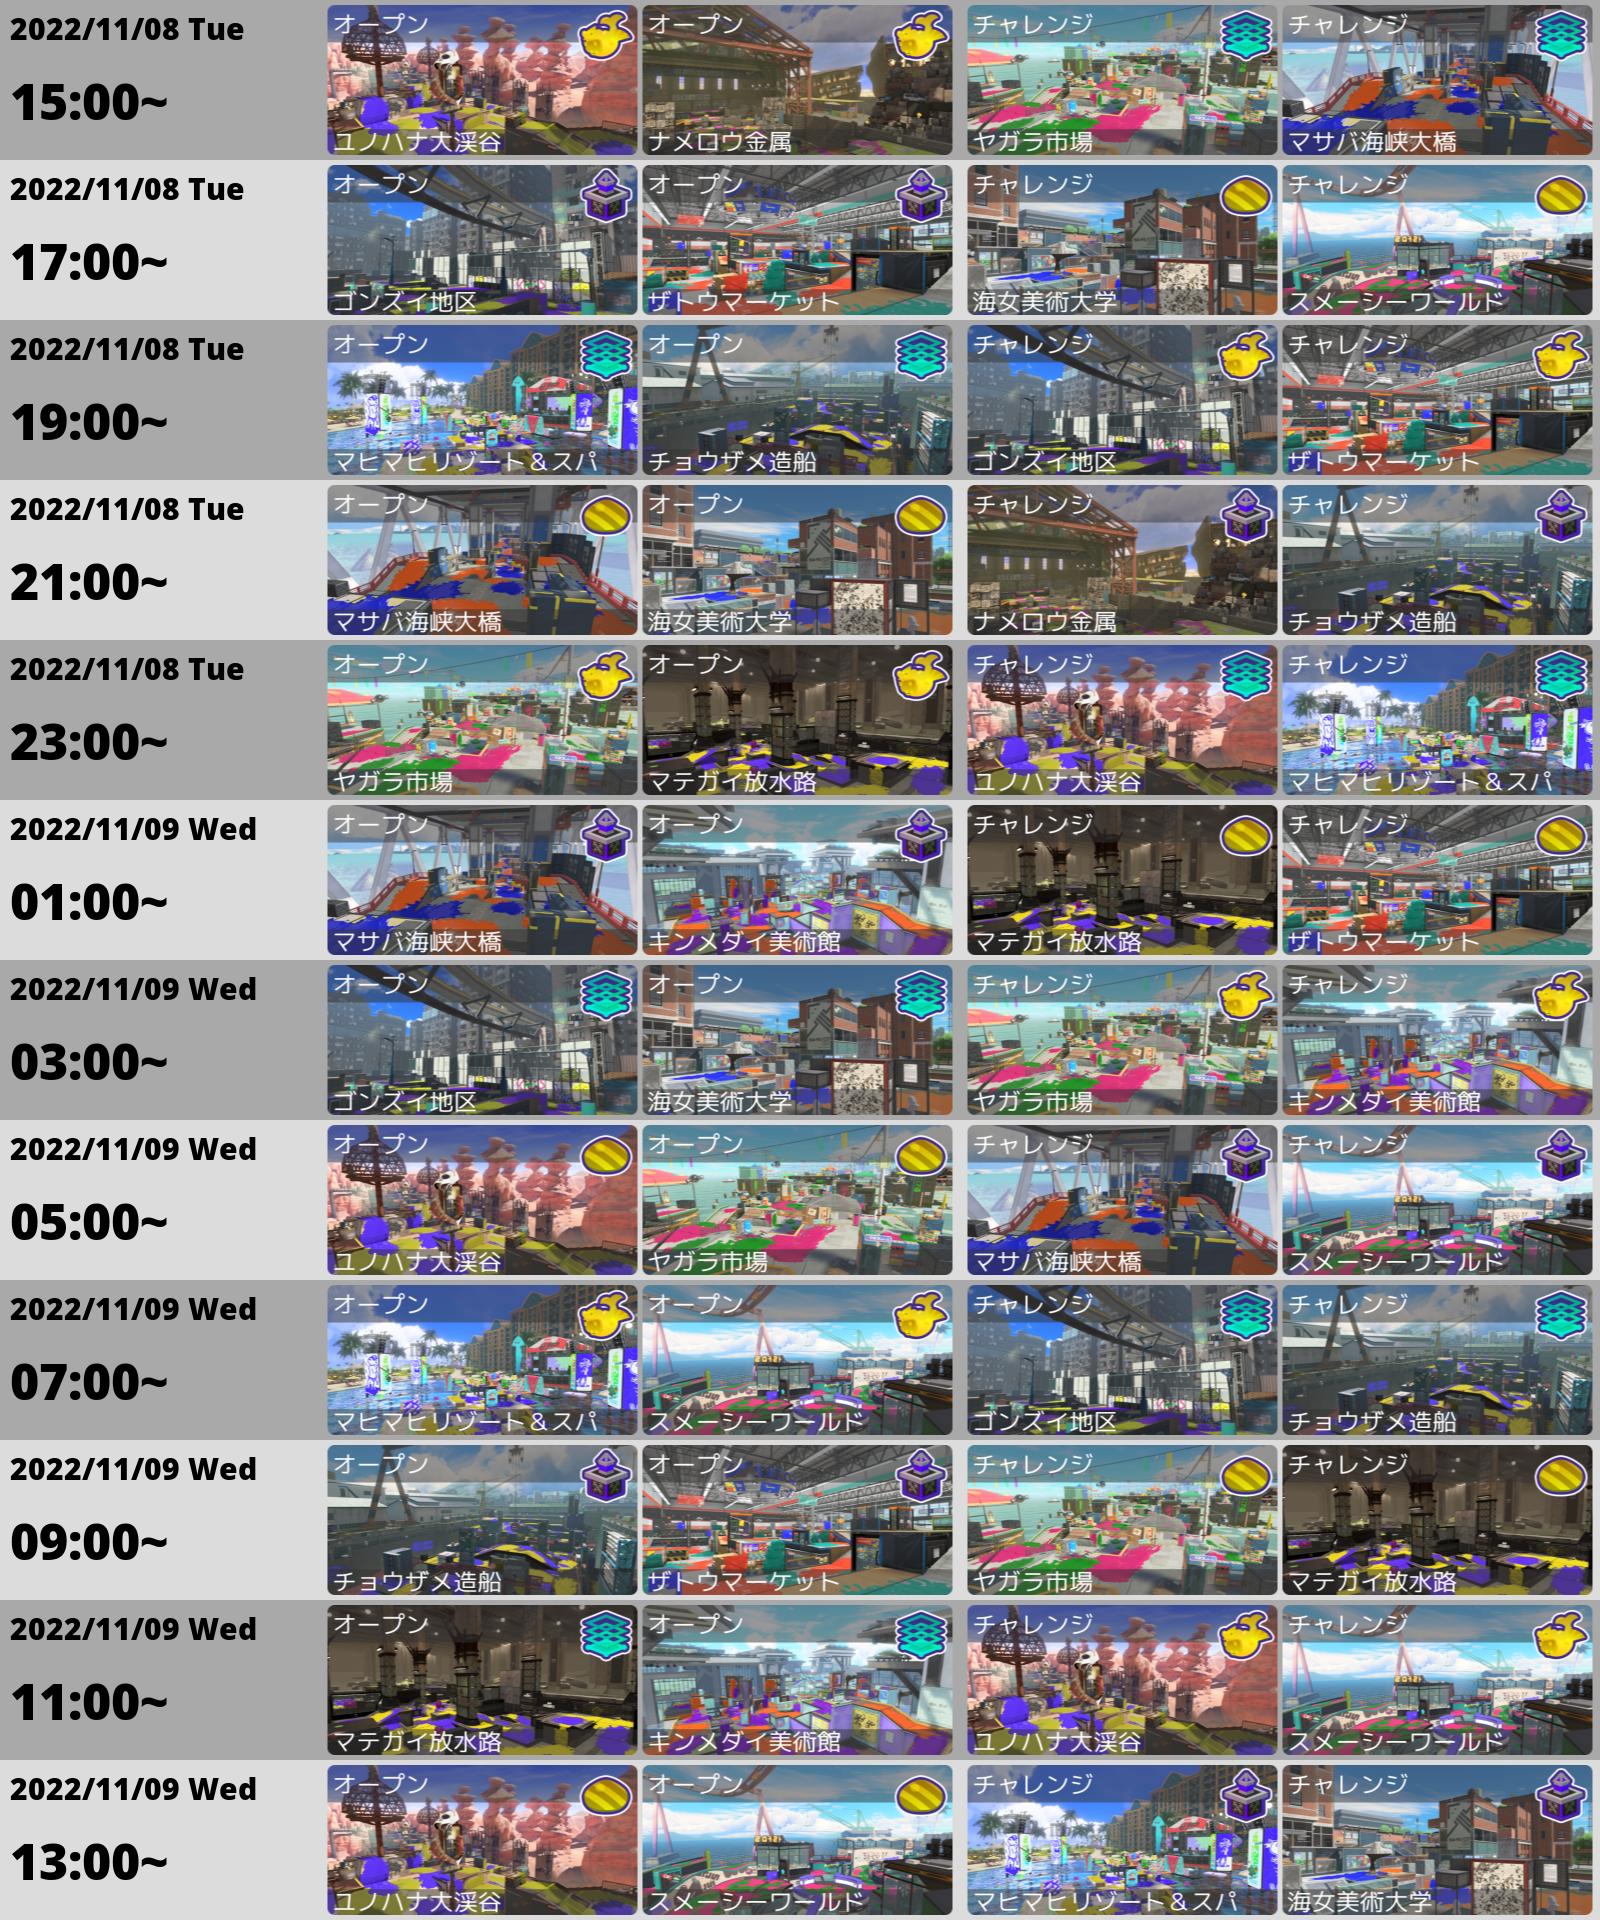 2022/11/08 Tue
15:00~
オープン
ユノハナ大渓谷
オープン
ナメロウ金属
チャレンジ
ヤガラ市場
チャレンジ
マサバ海峡大橋
2022/11/08 Tue
17:00~
オープン
ゴンズイ地区
オープン
ザトウマーケット
チャレンジ
海女美術大学
チャレンジ
スメーシーワールド
2022/11/08 Tue
19:00~
オープン
マヒマヒリゾート&スパ
オープン
チョウザメ造船
チャレンジ
ゴンズイ地区
チャレンジ
ザトウマーケット
2022/11/08 Tue
21:00~
オープン
マサバ海峡大橋
オープン
海女美術大学
チャレンジ
ナメロウ金属
チャレンジ
チョウザメ造船
2022/11/08 Tue
23:00~
オープン
ヤガラ市場
オープン
マテガイ放水路
チャレンジ
ユノハナ大渓谷
チャレンジ
マヒマヒリゾート&スパ
2022/11/09 Wed
01:00~
オープン
マサバ海峡大橋
オープン
キンメダイ美術館
チャレンジ
マテガイ放水路
チャレンジ
ザトウマーケット
2022/11/09 Wed
03:00~
オープン
ゴンズイ地区
オープン
海女美術大学
チャレンジ
ヤガラ市場
チャレンジ
キンメダイ美術館
2022/11/09 Wed
05:00~
オープン
ユノハナ大渓谷
オープン
ヤガラ市場
チャレンジ
マサバ海峡大橋
チャレンジ
スメーシーワールド
2022/11/09 Wed
07:00~
オープン
マヒマヒリゾート&スパ
オープン
スメーシーワールド
チャレンジ
ゴンズイ地区
チャレンジ
チョウザメ造船
2022/11/09 Wed
09:00~
オープン
チョウザメ造船
オープン
ザトウマーケット
チャレンジ
ヤガラ市場
チャレンジ
マテガイ放水路
2022/11/09 Wed
11:00~
オープン
マテガイ放水路
オープン
キンメダイ美術館
チャレンジ
ユノハナ大渓谷
チャレンジ
スメーシーワールド
2022/11/09 Wed
13:00~
オープン
ユノハナ大渓谷
オープン
スメーシーワールド
チャレンジ
マヒマヒリゾート&スパ
チャレンジ
海女美術大学